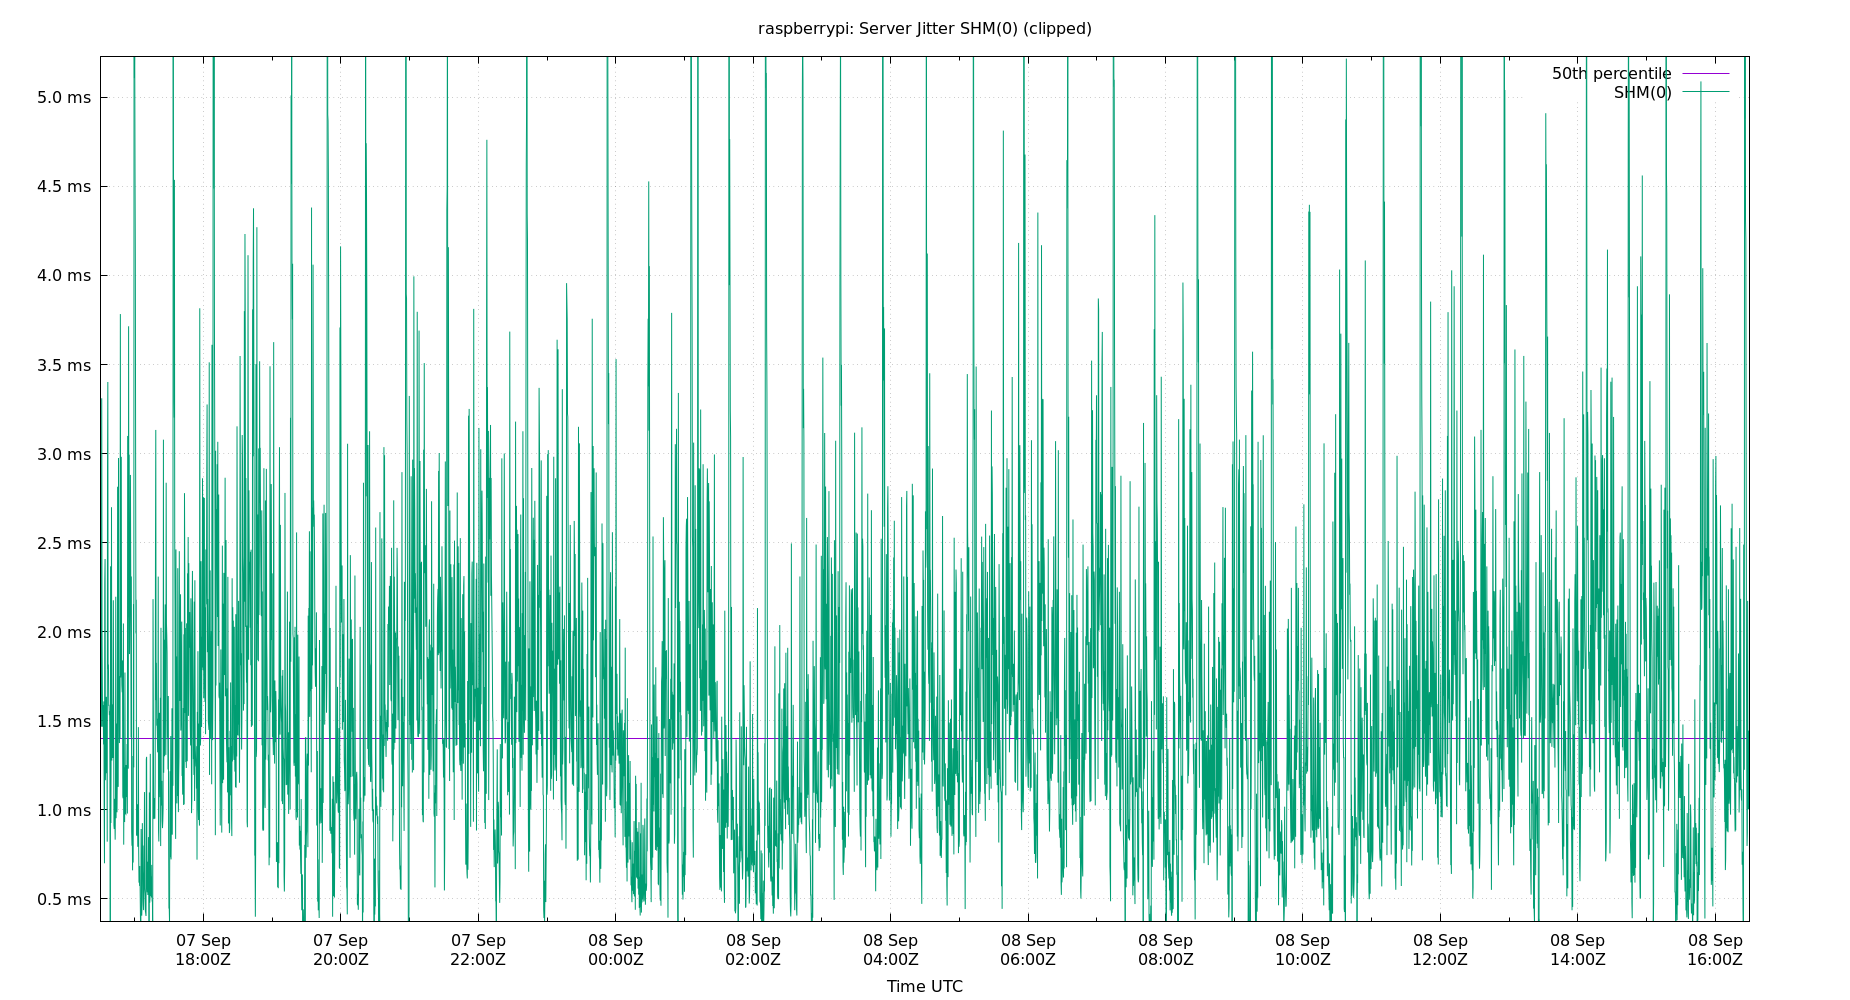 raspberrypi: Server Jitter SHM(0) (clipped)
50th percentile
SHM(0)
5.0 ms
4.5 ms
4.0 ms
3.5 ms
3.0 ms
2.5 ms
2.0 ms
1.5 ms
1.0 ms
0.5 ms
07 Sep 07 Sep 07 Sep 08 Sep 08 Sep 08 Sep 08 Sep 08 Sep 08 Sep 08 Sep 08 Sep 08 Sep
18:00Z 20:00Z 22:00Z 00:00Z 02:00Z 04:00Z 06:00Z 08:00Z 10:00Z 12:00Z 14:00Z 16:00Z
Time UTC